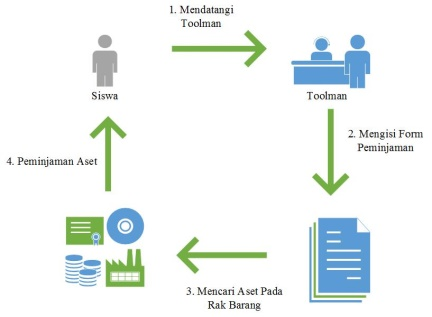 1. Mendatangi
Toolman
Siswa
Toolman
2. Mengisi Form
Peminjaman
3. Mencari Aset Pada
Rak Barang
4. Peminjaman Aset